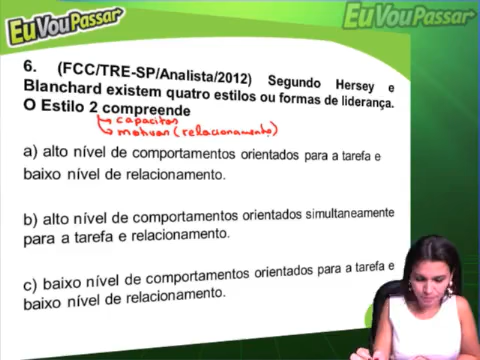 EuVouPassar
EuVouPassar
6. (FCC/TRE-SP/Analista/2012) Segundo Hersey e
Blanchard existem quatro estilos ou formas de liderança.
O Estilo 2 compreende
capacitar
motivar (relacionamento)
a) alto nível de comportamentos orientados para a tarefa e
baixo nível de relacionamento.
b) alto nível de comportamentos orientados simultaneamente
para a tarefa e relacionamento.
c) baixo nível de comportamentos orientados para a tarefa e
baixo nível de relacionamento.